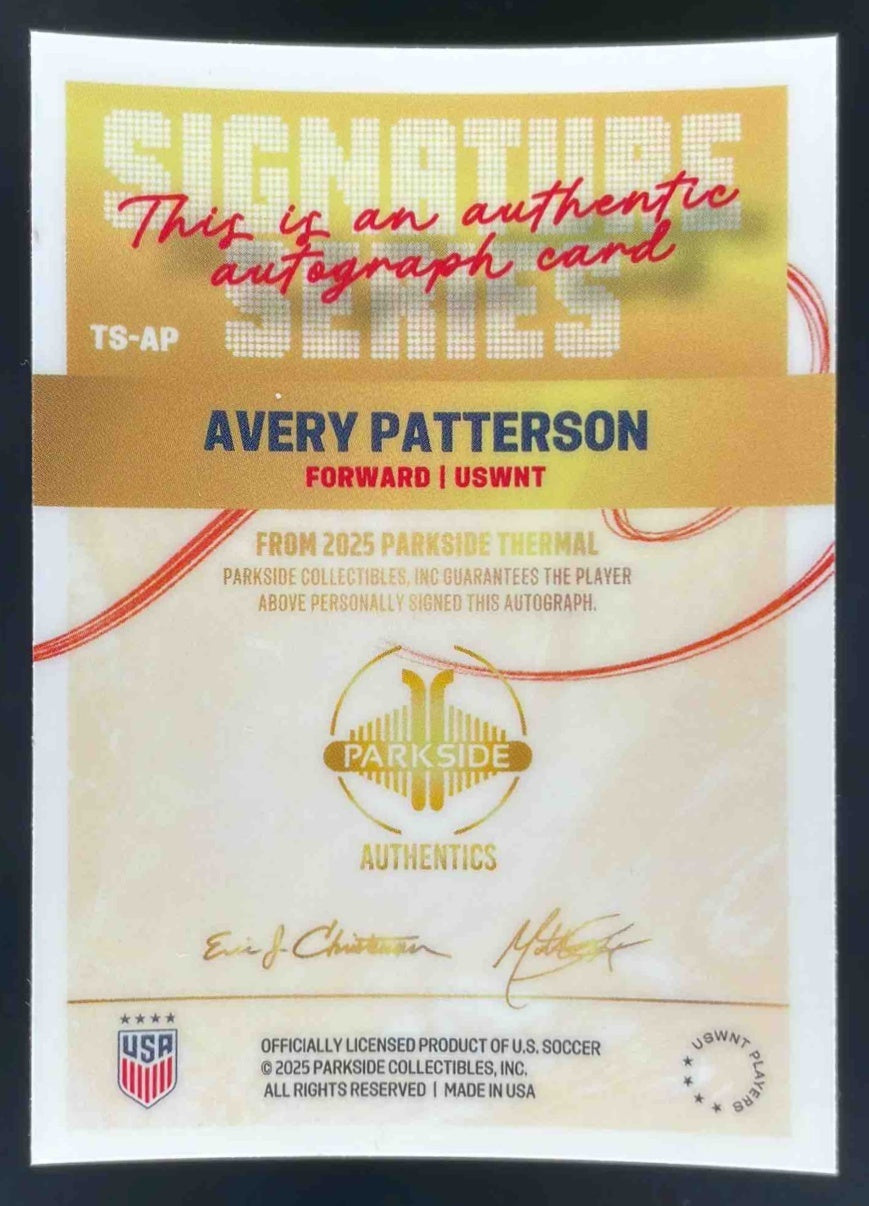 SIGNATURE
SERIES
This is an authentic
autograph card
TS-AP
AVERY PATTERSON
FORWARD | USWNT
FROM 2025 PARKSIDE THERMAL
PARKSIDE COLLECTIBLES, INC GUARANTEES THE PLAYER
ABOVE PERSONALLY SIGNED THIS AUTOGRAPH.
PARKSIDE
AUTHENTICS
Eric J.
USA
OFFICIALLY LICENSED PRODUCT OF U.S. SOCCER
© 2025 PARKSIDE COLLECTIBLES, INC.
ALL RIGHTS RESERVED | MADE IN USA
USWNT PLAYERS